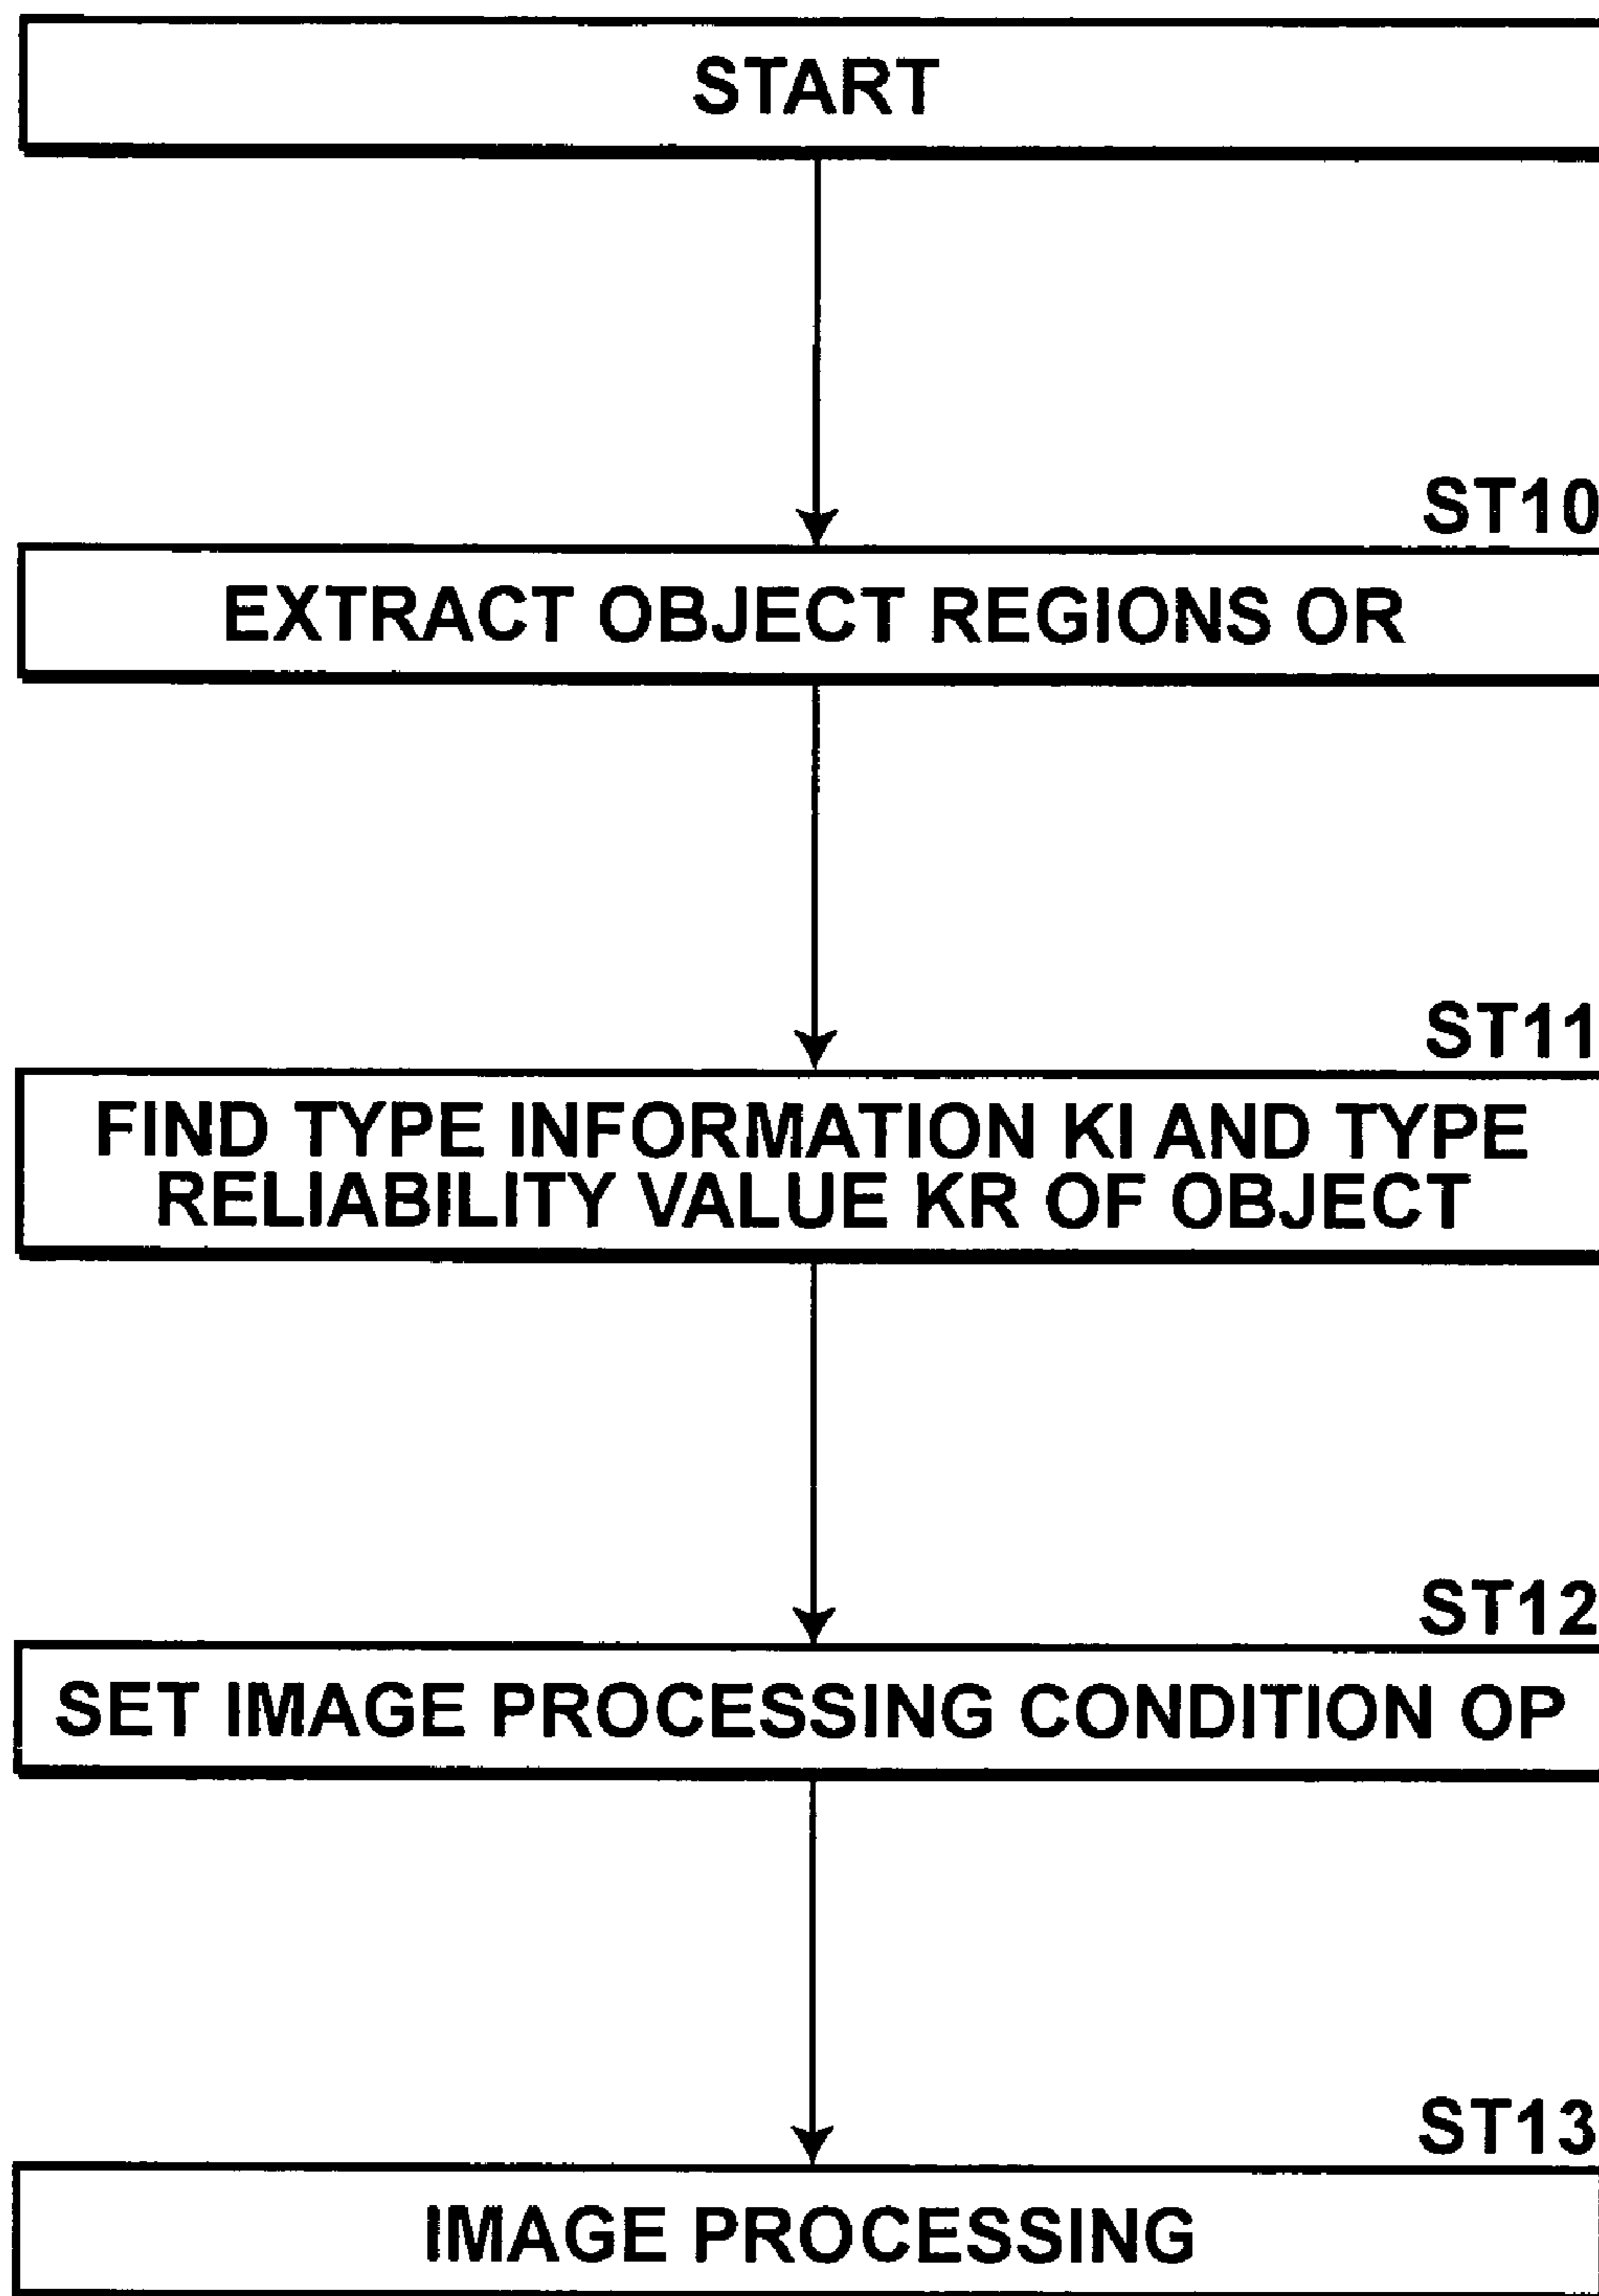 START
ST10
EXTRACT OBJECT REGIONS OR
ST11
FIND TYPE INFORMATION KI AND TYPE
RELIABILITY VALUE KR OF OBJECT
ST12
SET IMAGE PROCESSING CONDITION OP
ST13
IMAGE PROCESSING